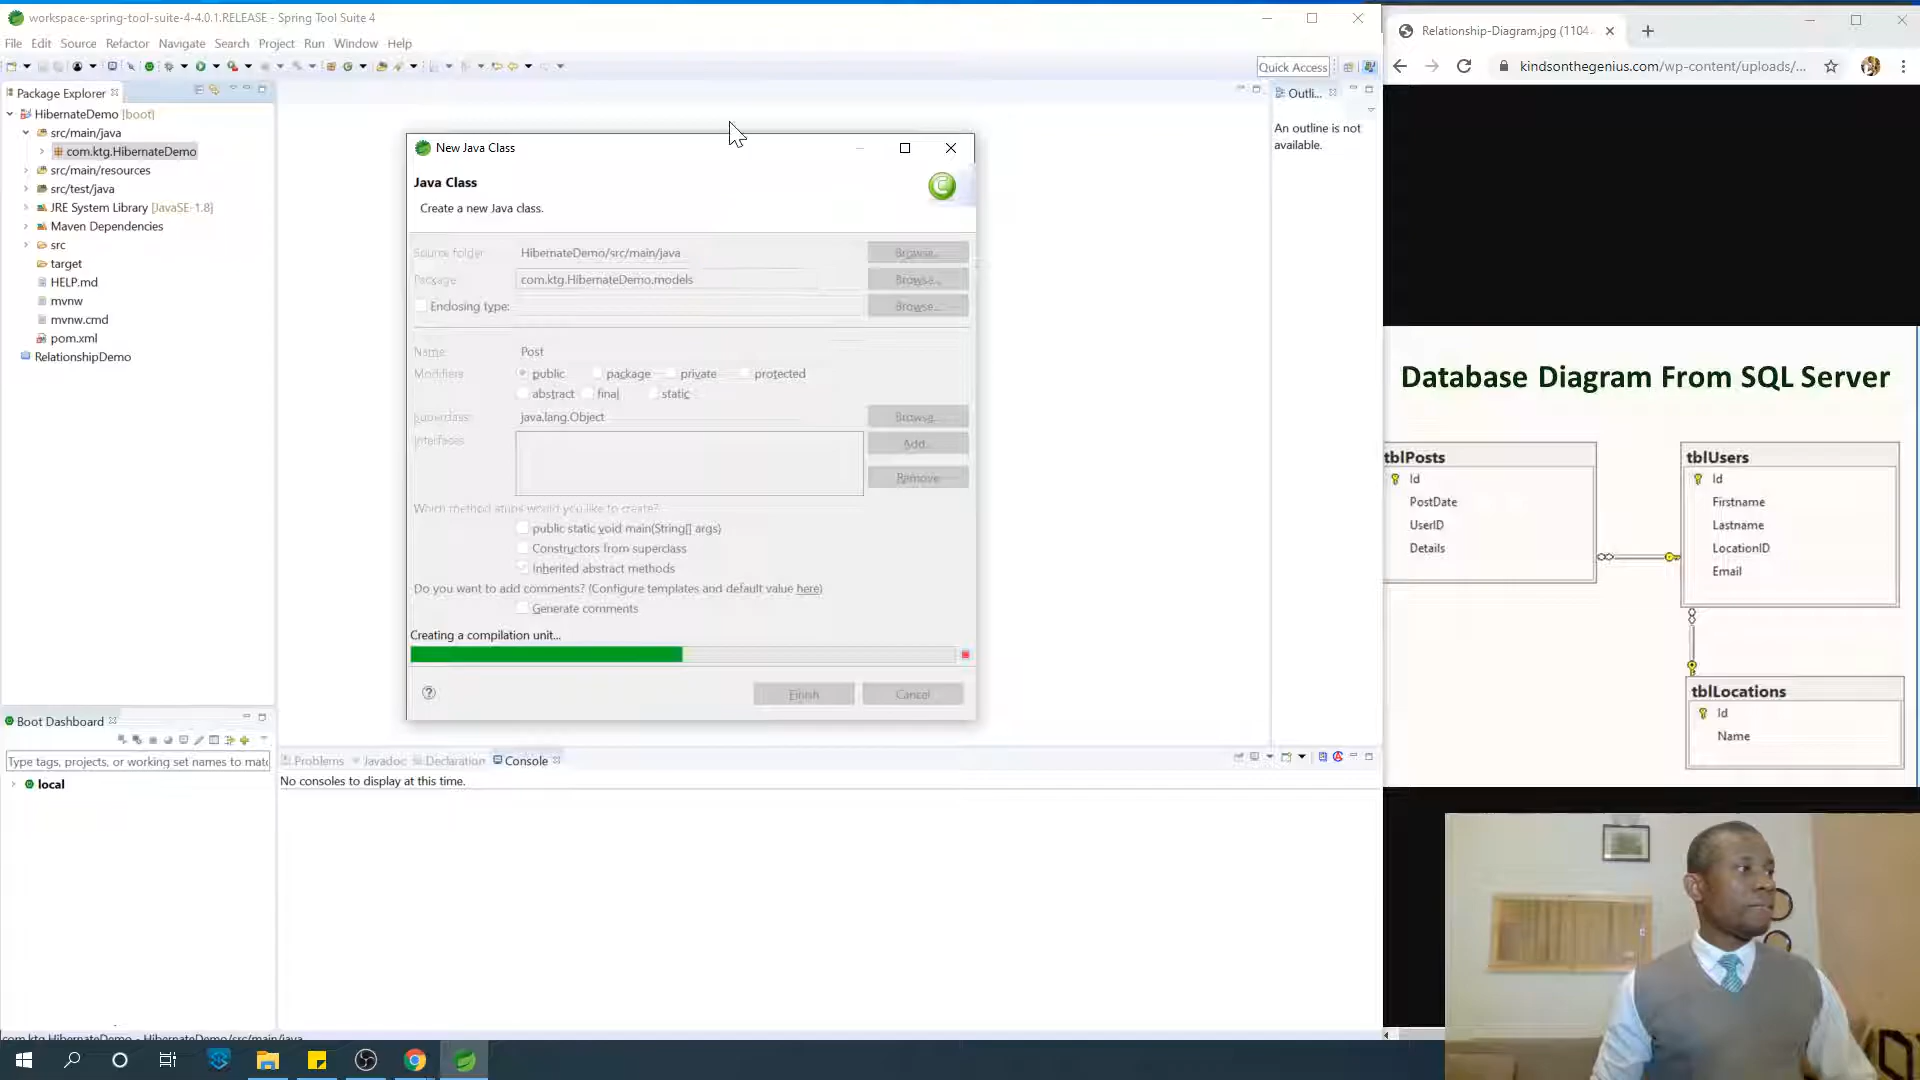 workspace-spring-tool-suite-4-4.0.1.RELEASE - Spring Tool Suite 4
File Edit Source Refactor Navigate Search Project Run Window Help
Quick Access
Package Explorer
HibernateDemo [boot]
src/main/java
com.ktg.HibernateDemo
src/main/resources
src/test/java
JRE System Library [JavaSE-1.8]
Maven Dependencies
src
target
HELP.md
mvnw
mvnw.cmd
pom.xml
RelationshipDemo
New Java Class
Java Class
Create a new Java class.
Source folder: HibernateDemo/src/main/java Browse...
Package: com.ktg.HibernateDemo.models Browse...
Enclosing type: Browse...
Name: Post
Modifiers: public package private protected
abstract final static
Superclass: java.lang.Object Browse...
Interfaces: Add...
Remove
Which method stubs would you like to create?
public static void main(String[] args)
Constructors from superclass
Inherited abstract methods
Do you want to add comments? (Configure templates and default value here)
Generate comments
Creating a compilation unit...
Finish Cancel
Outli...
An outline is not
available.
Boot Dashboard
Type tags, projects, or working set names to mat
local
Problems Javadoc Declaration Console
No consoles to display at this time.
com.ktg.HibernateDemo - HibernateDemo/src/main/java
Relationship-Diagram.jpg (1104
kindsonthegenius.com/wp-content/uploads/...
Database Diagram From SQL Server
tblPosts
Id
PostDate
UserID
Details
tblUsers
Id
Firstname
Lastname
LocationID
Email
tblLocations
Id
Name